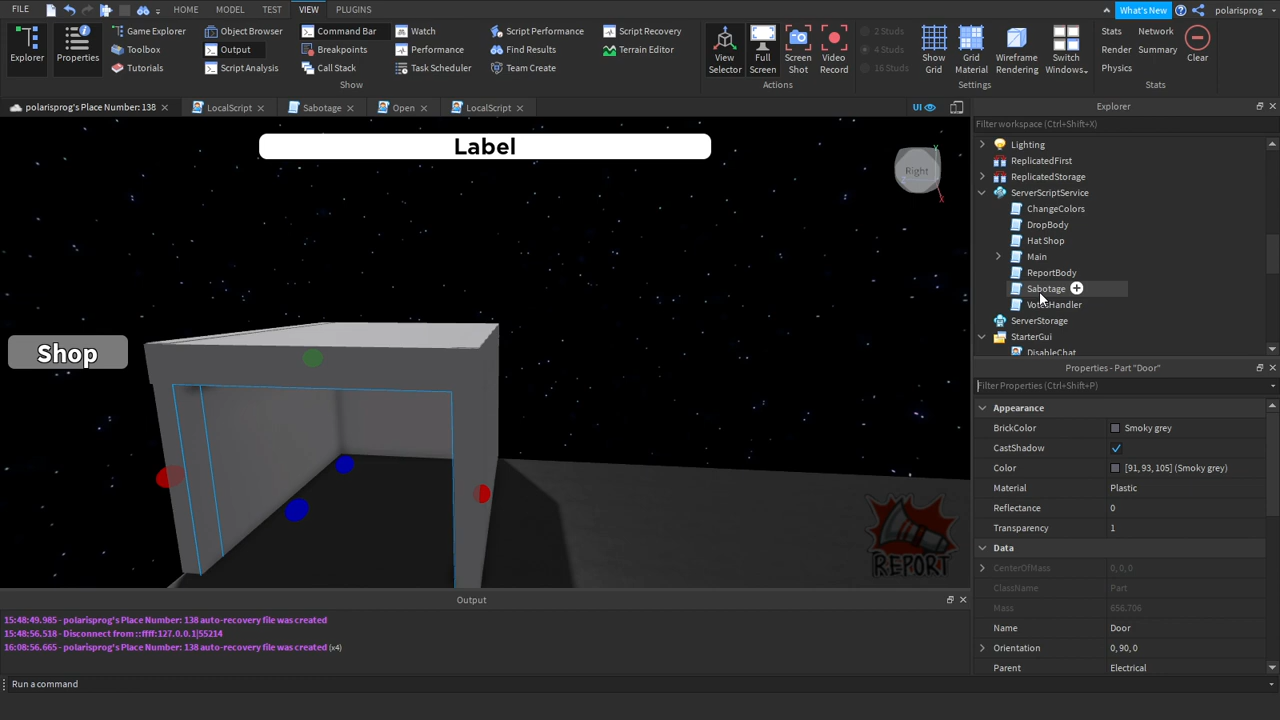 FILE
HOME
MODEL
TEST
VIEW
PLUGINS
What's New
polarisprog
Explorer
Properties
Game Explorer
Toolbox
Tutorials
Object Browser
Output
Script Analysis
Command Bar
Breakpoints
Call Stack
Watch
Performance
Task Scheduler
Script Performance
Find Results
Team Create
Script Recovery
Terrain Editor
Show
View
Selector
Full
Screen
Screen
Shot
Video
Record
Actions
2 Studs
4 Studs
16 Studs
Show
Grid
Grid
Material
Wireframe
Rendering
Switch
Windows
Settings
Stats
Network
Render
Summary
Physics
Clear
Stats
polarisprog's Place Number: 138
LocalScript
Sabotage
Open
LocalScript
UI
Label
Right
Y
X
Shop
REPORT
Explorer
Filter workspace (Ctrl+Shift+X)
Lighting
ReplicatedFirst
ReplicatedStorage
ServerScriptService
ChangeColors
DropBody
Hat Shop
Main
ReportBody
Sabotage
VotesHandler
ServerStorage
StarterGui
DisableChat
Properties - Part "Door"
Filter Properties (Ctrl+Shift+P)
Appearance
BrickColor Smoky grey
CastShadow
Color [91, 93, 105] (Smoky grey)
Material Plastic
Reflectance 0
Transparency 1
Data
CenterOfMass 0, 0, 0
ClassName Part
Mass 656.706
Name Door
Orientation 0, 90, 0
Parent Electrical
Output
15:48:49.985 - polarisprog's Place Number: 138 auto-recovery file was created
15:48:56.518 - Disconnect from ::ffff:127.0.0.1|55214
16:08:56.665 - polarisprog's Place Number: 138 auto-recovery file was created (x4)
Run a command